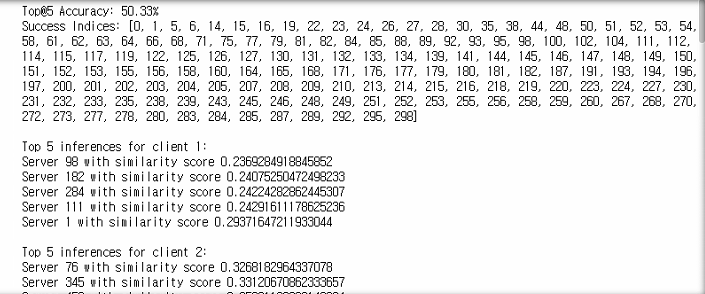 Top@5 Accuracy: 50.33%
Success Indices: [0, 1, 5, 6, 14, 15, 16, 19, 22, 23, 24, 26, 27, 28, 30, 35, 38, 44, 48, 50, 51, 52, 53, 54,
58, 61, 62, 63, 64, 66, 68, 71, 75, 77, 79, 81, 82, 84, 85, 88, 89, 92, 93, 95, 98, 100, 102, 104, 111, 112,
114, 115, 117, 119, 122, 125, 126, 127, 130, 131, 132, 133, 134, 139, 141, 144, 145, 146, 147, 148, 149, 150,
151, 152, 153, 155, 156, 158, 160, 164, 165, 168, 171, 176, 177, 179, 180, 181, 182, 187, 191, 193, 194, 196,
197, 200, 201, 202, 203, 204, 205, 207, 208, 209, 210, 213, 214, 215, 216, 218, 219, 220, 223, 224, 227, 230,
231, 232, 233, 235, 238, 239, 243, 245, 246, 248, 249, 251, 252, 253, 255, 256, 258, 259, 260, 267, 268, 270,
272, 273, 277, 278, 280, 283, 284, 285, 287, 289, 292, 295, 298]
Top 5 inferences for client 1:
Server 98 with similarity score 0.2369284918845852
Server 182 with similarity score 0.24075250472498233
Server 284 with similarity score 0.24224282862445307
Server 111 with similarity score 0.24291611178625236
Server 1 with similarity score 0.29371647211933044
Top 5 inferences for client 2:
Server 76 with similarity score 0.3268182964337078
Server 345 with similarity score 0.33120670862333657